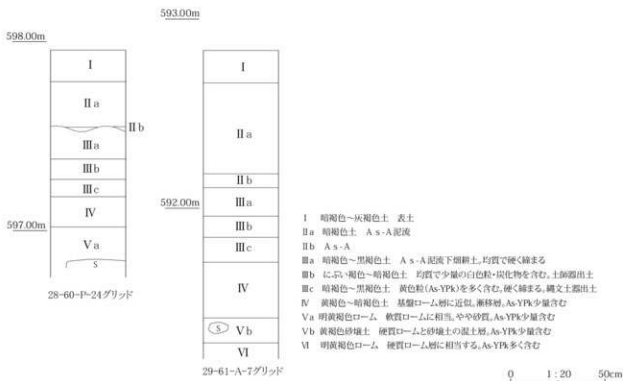 593.00m
598.00m
I
I
Ⅱa
Ⅱa
Ⅱb
Ⅲa
Ⅲb
Ⅱb
Ⅲc
Ⅲa
592.00m
Ⅳ
Ⅲb
597.00m
Ⅲc
Ⅴa
S
Ⅳ
28-60-P-24グリッド
S
Ⅴb
Ⅵ
29-61-A-7グリッド
Ⅰ 暗褐色~灰褐色土 表土
Ⅱa 暗褐色土 As-A泥流
Ⅱb As-A
Ⅲa 暗褐色~黒褐色土 As-A泥流下畑耕土。均質で硬く締まる
Ⅲb にぶい褐色~暗褐色土 均質で少量の白色粒・炭化物を含む。土師器出土
Ⅲc 暗褐色~黒褐色土 黄色粒(As-YPk)を多く含む。硬く締まる。縄文土器出土
Ⅳ 黄褐色~暗褐色土 基盤ローム層に近似。漸移層。As-YPk少量含む
Ⅴa 明黄褐色ローム 軟質ロームに相当。やや砂質。As-YPk少量含む
Ⅴb 黄褐色砂壌土 硬質ロームと砂壌土の混土層。As-YPk少量含む
Ⅵ 明黄褐色ローム 硬質ローム層に相当する。As-YPk多く含む
0 1:20 50cm